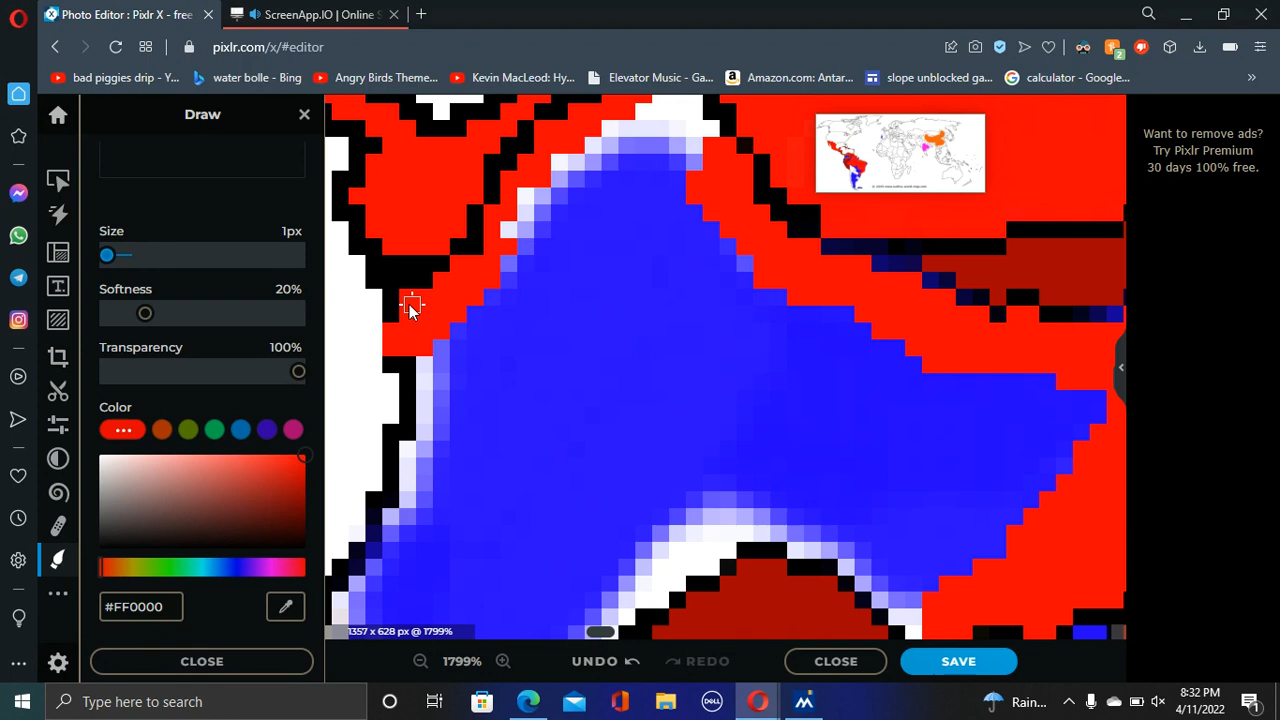 Photo Editor : Pixlr X - free
ScreenApp.IO | Online S
pixlr.com/x/#editor
2
bad piggies drip - Y...
water bolle - Bing
Angry Birds Theme...
Kevin MacLeod: Hy...
Elevator Music - Ga...
Amazon.com: Antar...
slope unblocked ga...
calculator - Google...
Draw
Want to remove ads?
Try Pixlr Premium
30 days 100% free.
Size
1px
Softness
20%
Transparency
100%
Color
#FF0000
1357 x 628 px @ 1799%
CLOSE
1799%
UNDO
REDO
CLOSE
SAVE
Type here to search
DELL
Rain...
8:32 PM
4/11/2022
1